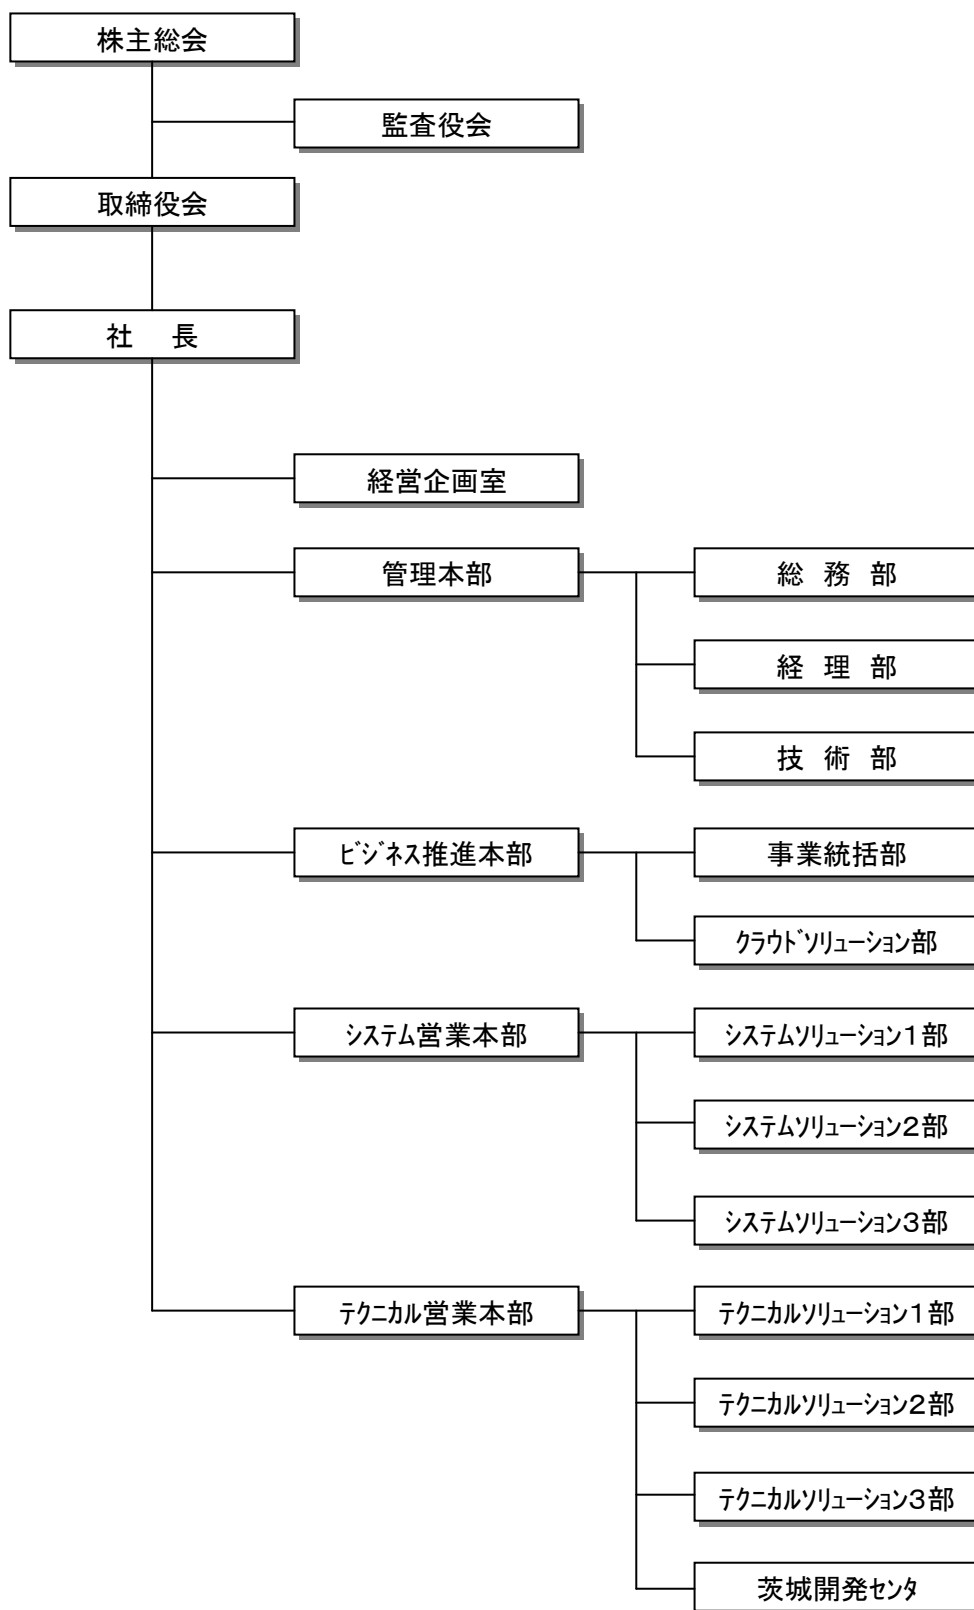 株主総会
監査役会
取締役会
社　長
経営企画室
管理本部
総 務 部
経 理 部
技 術 部
ﾋﾞｼﾞﾈｽ推進本部
事業統括部
ｸﾗｳﾄﾞｿﾘｭｰｼｮﾝ部
ｼｽﾃﾑ営業本部
ｼｽﾃﾑｿﾘｭｰｼｮﾝ１部
ｼｽﾃﾑｿﾘｭｰｼｮﾝ２部
ｼｽﾃﾑｿﾘｭｰｼｮﾝ３部
ﾃｸﾆｶﾙ営業本部
ﾃｸﾆｶﾙｿﾘｭｰｼｮﾝ１部
ﾃｸﾆｶﾙｿﾘｭｰｼｮﾝ２部
ﾃｸﾆｶﾙｿﾘｭｰｼｮﾝ３部
茨城開発ｾﾝﾀ